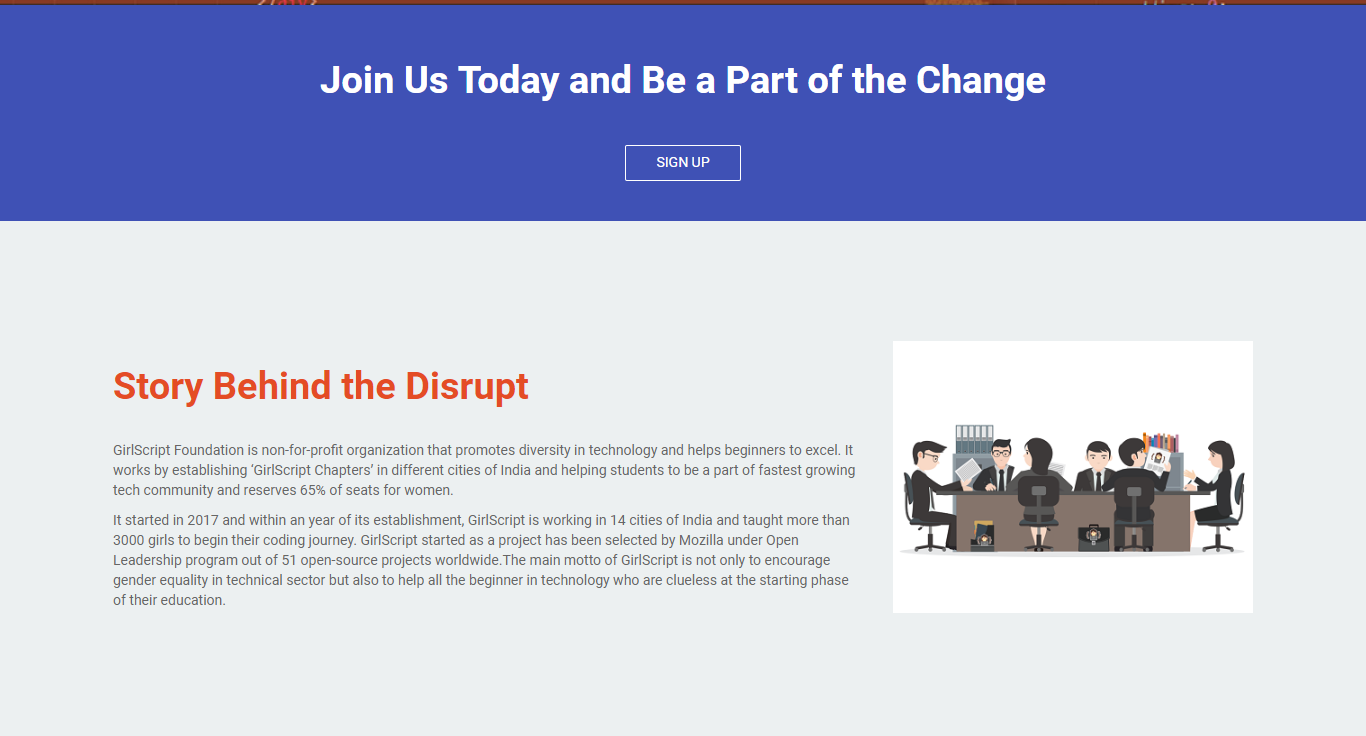 Join Us Today and Be a Part of the Change
SIGN UP
Story Behind the Disrupt
GirlScript Foundation is non-for-profit organization that promotes diversity in technology and helps beginners to excel. It
works by establishing ‘GirlScript Chapters’ in different cities of India and helping students to be a part of fastest growing
tech community and reserves 65% of seats for women.
It started in 2017 and within an year of its establishment, GirlScript is working in 14 cities of India and taught more than
3000 girls to begin their coding journey. GirlScript started as a project has been selected by Mozilla under Open
Leadership program out of 51 open-source projects worldwide.The main motto of GirlScript is not only to encourage
gender equality in technical sector but also to help all the beginner in technology who are clueless at the starting phase
of their education.